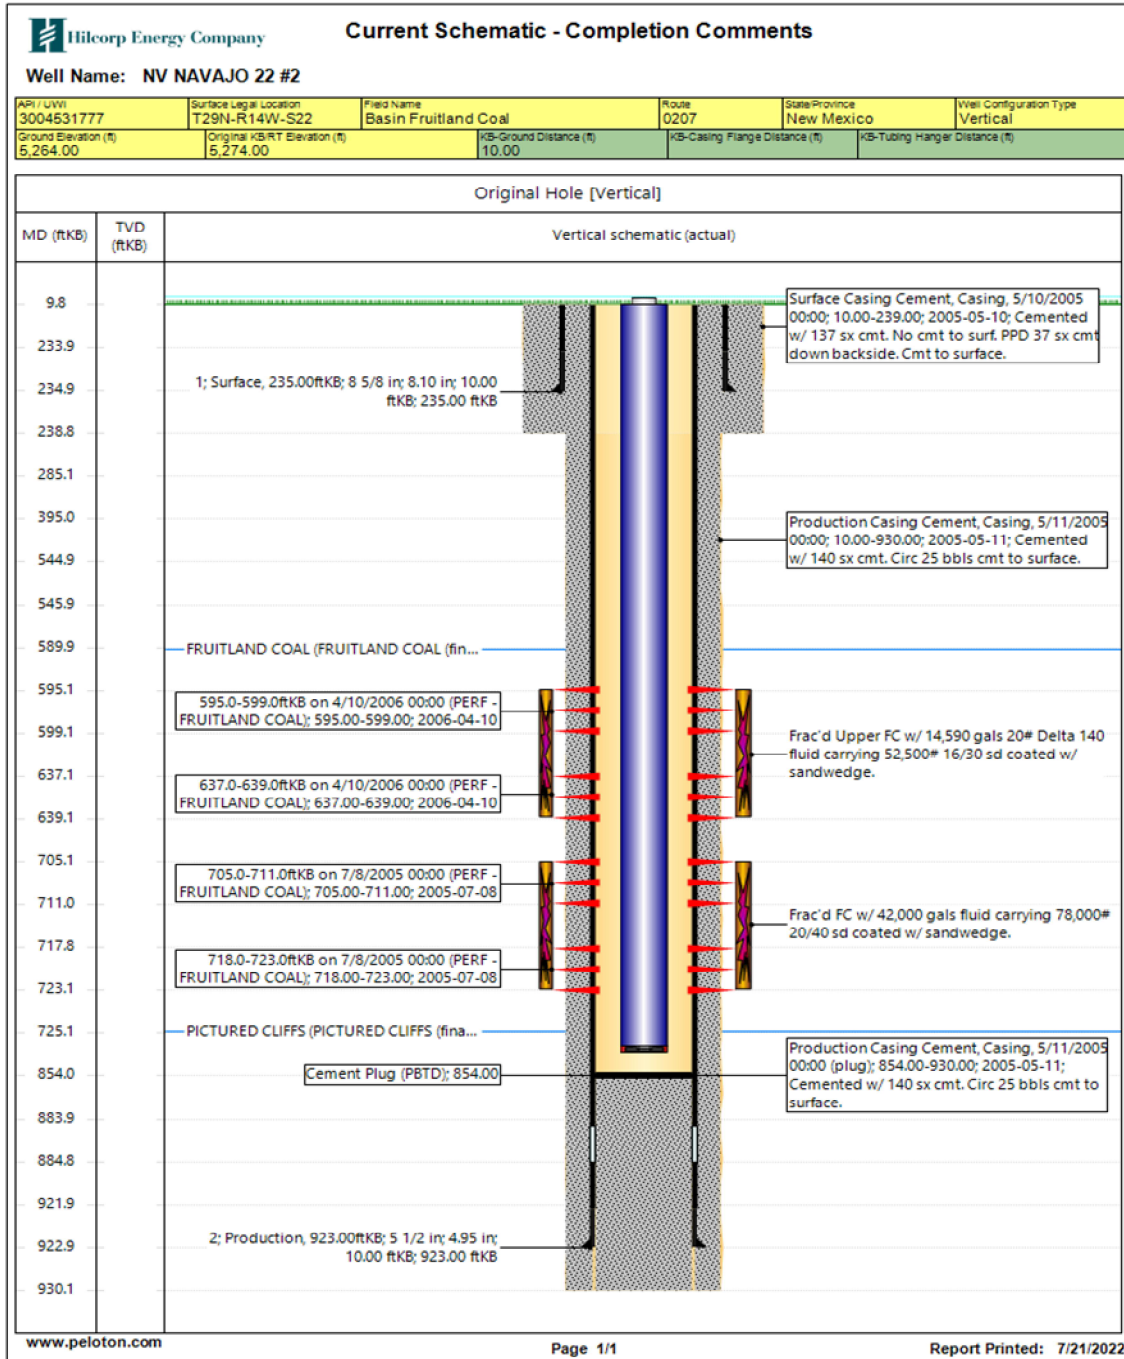 Hilcorp Energy Company
Current Schematic - Completion Comments
Well Name: NV NAVAJO 22 #2
API / UWI
3004531777
Surface Legal Location
T29N-R14W-S22
Field Name
Basin Fruitland Coal
Route
0207
State/Province
New Mexico
Well Configuration Type
Vertical
Ground Elevation (ft)
5,264.00
Original KB/RT Elevation (ft)
5,274.00
KB-Ground Distance (ft)
10.00
KB-Casing Flange Distance (ft)
KB-Tubing Hanger Distance (ft)
Original Hole [Vertical]
MD (ftKB)
TVD
(ftKB)
Vertical schematic (actual)
9.8
233.9
234.9
238.8
285.1
395.0
544.9
545.9
589.9
595.1
599.1
637.1
639.1
705.1
711.0
717.8
723.1
725.1
854.0
883.9
884.8
921.9
922.9
930.1
Surface Casing Cement, Casing, 5/10/2005
00:00; 10.00-239.00; 2005-05-10; Cemented
w/ 137 sx cmt. No cmt to surf. PPD 37 sx cmt
down backside. Cmt to surface.
1; Surface, 235.00ftKB; 8 5/8 in; 8.10 in; 10.00
ftKB; 235.00 ftKB
Production Casing Cement, Casing, 5/11/2005
00:00; 10.00-930.00; 2005-05-11; Cemented
w/ 140 sx cmt. Circ 25 bbls cmt to surface.
FRUITLAND COAL (FRUITLAND COAL (fin...
595.0-599.0ftKB on 4/10/2006 00:00 (PERF -
FRUITLAND COAL); 595.00-599.00; 2006-04-10
Frac'd Upper FC w/ 14,590 gals 20# Delta 140
fluid carrying 52,500# 16/30 sd coated w/
sandwedge.
637.0-639.0ftKB on 4/10/2006 00:00 (PERF -
FRUITLAND COAL); 637.00-639.00; 2006-04-10
705.0-711.0ftKB on 7/8/2005 00:00 (PERF -
FRUITLAND COAL); 705.00-711.00; 2005-07-08
Frac'd FC w/ 42,000 gals fluid carrying 78,000#
20/40 sd coated w/ sandwedge.
718.0-723.0ftKB on 7/8/2005 00:00 (PERF -
FRUITLAND COAL); 718.00-723.00; 2005-07-08
PICTURED CLIFFS (PICTURED CLIFFS (fina...
Cement Plug (PBTD); 854.00
Production Casing Cement, Casing, 5/11/2005
00:00 (plug); 854.00-930.00; 2005-05-11;
Cemented w/ 140 sx cmt. Circ 25 bbls cmt to
surface.
2; Production, 923.00ftKB; 5 1/2 in; 4.95 in;
10.00 ftKB; 923.00 ftKB
www.peloton.com
Page 1/1
Report Printed: 7/21/2022